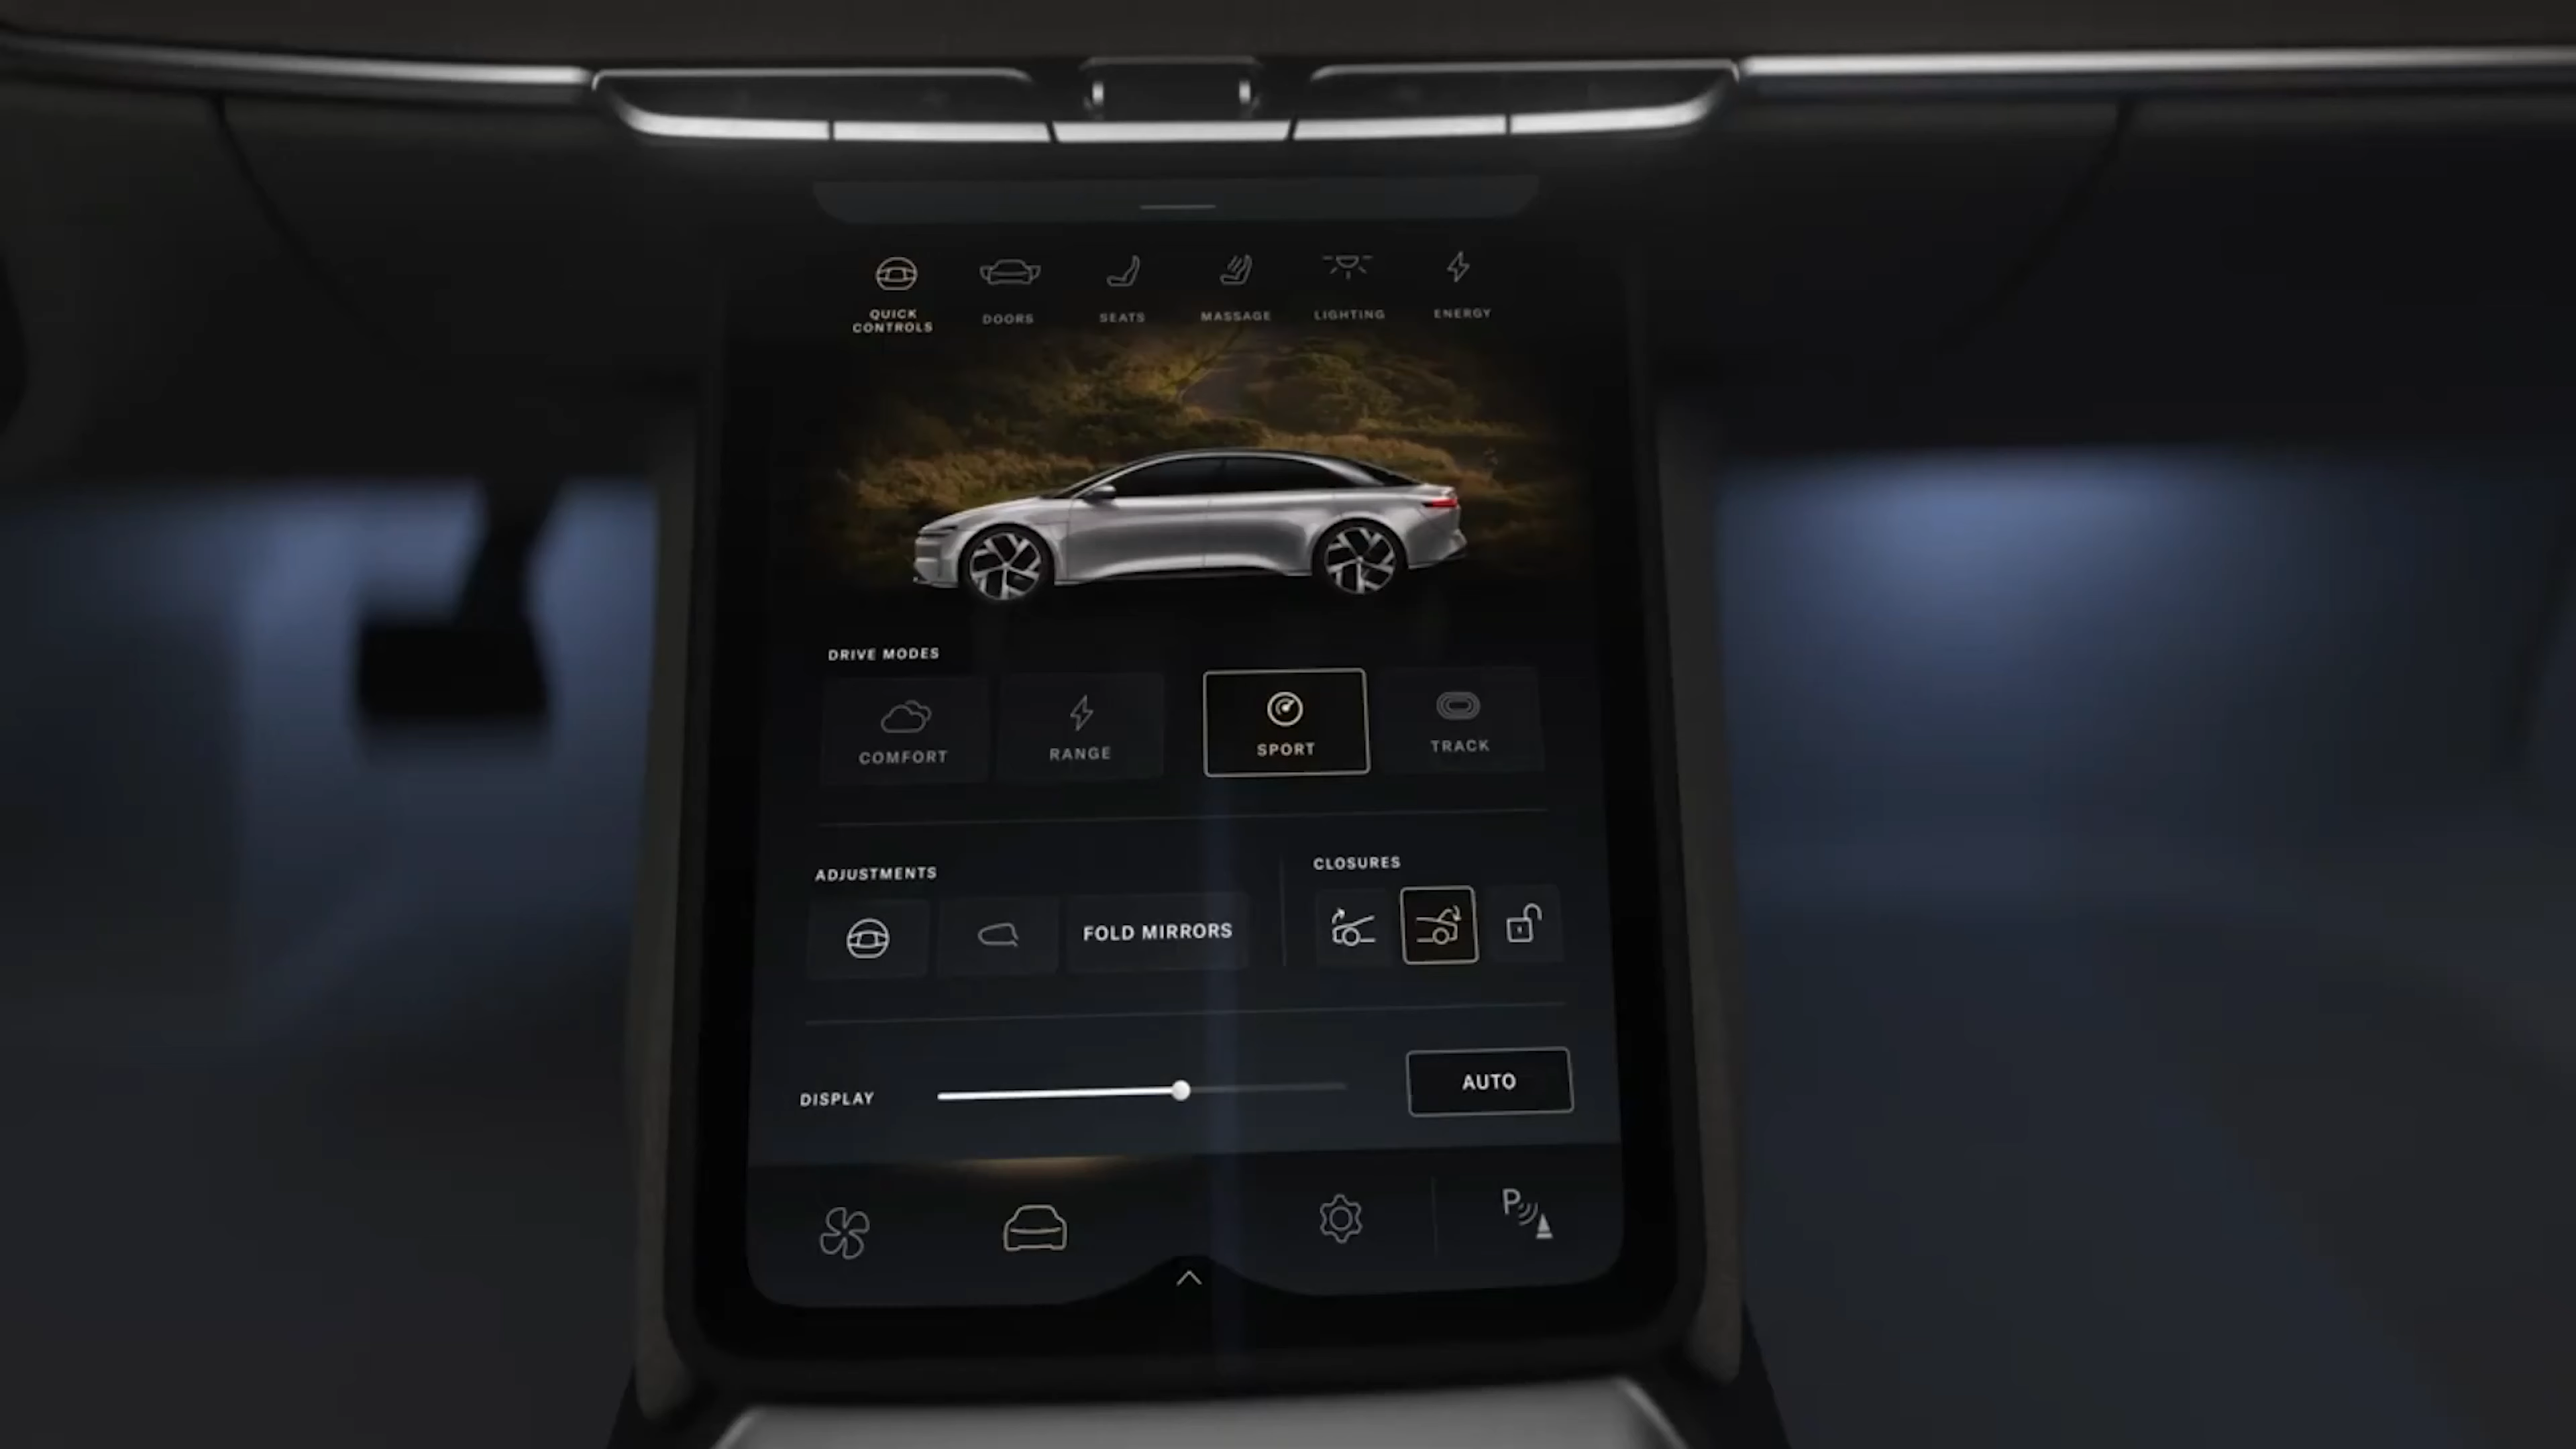 QUICK
CONTROLS
DOORS
SEATS
MASSAGE
LIGHTING
ENERGY
DRIVE MODES
COMFORT
RANGE
SPORT
TRACK
ADJUSTMENTS
FOLD MIRRORS
CLOSURES
DISPLAY
AUTO
P